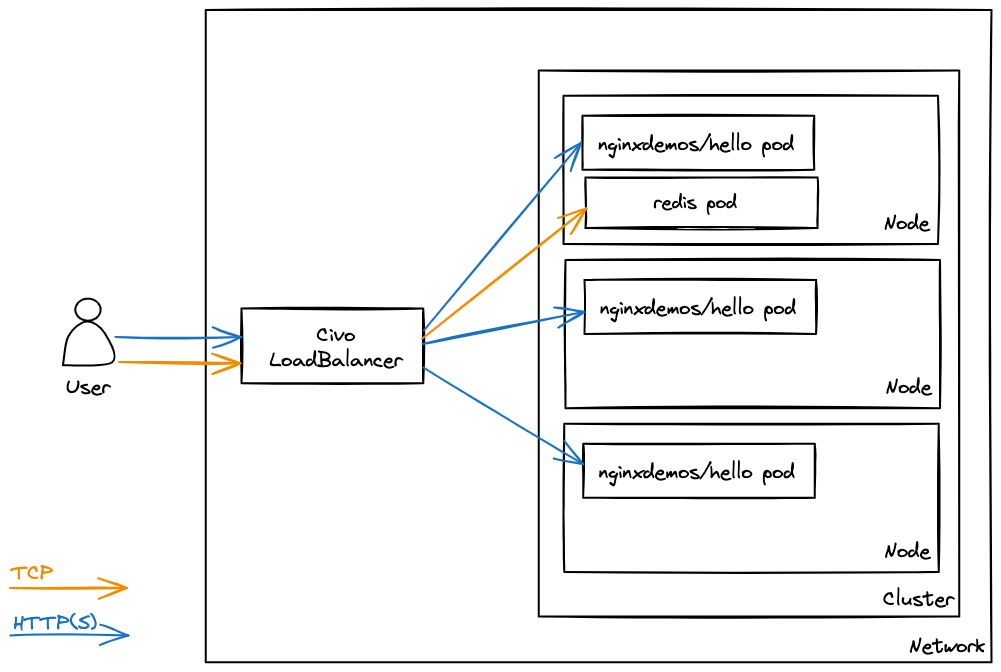 nginxdemos/hello pod
redis pod
Node
nginxdemos/hello pod
Node
Civo
LoadBalancer
User
nginxdemos/hello pod
Node
Cluster
Network
TCP
HTTP(S)